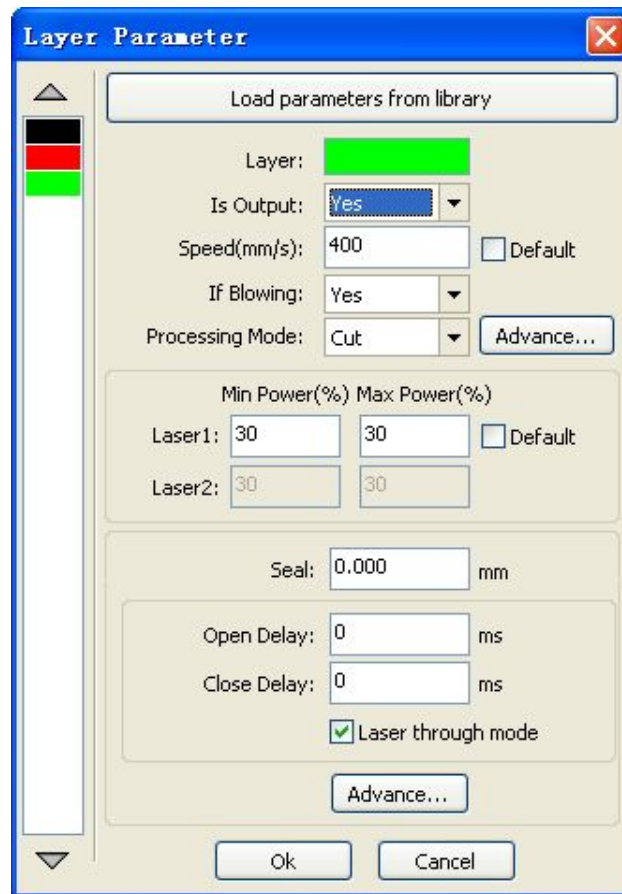 Layer Parameter
Load parameters from library
Layer:
Is Output: Yes
Speed(mm/s): 400 Default
If Blowing: Yes
Processing Mode: Cut Advance...
Min Power(%) Max Power(%)
Laser1: 30 30 Default
Laser2: 30 30
Seal: 0.000 mm
Open Delay: 0 ms
Close Delay: 0 ms
Laser through mode
Advance...
Ok Cancel